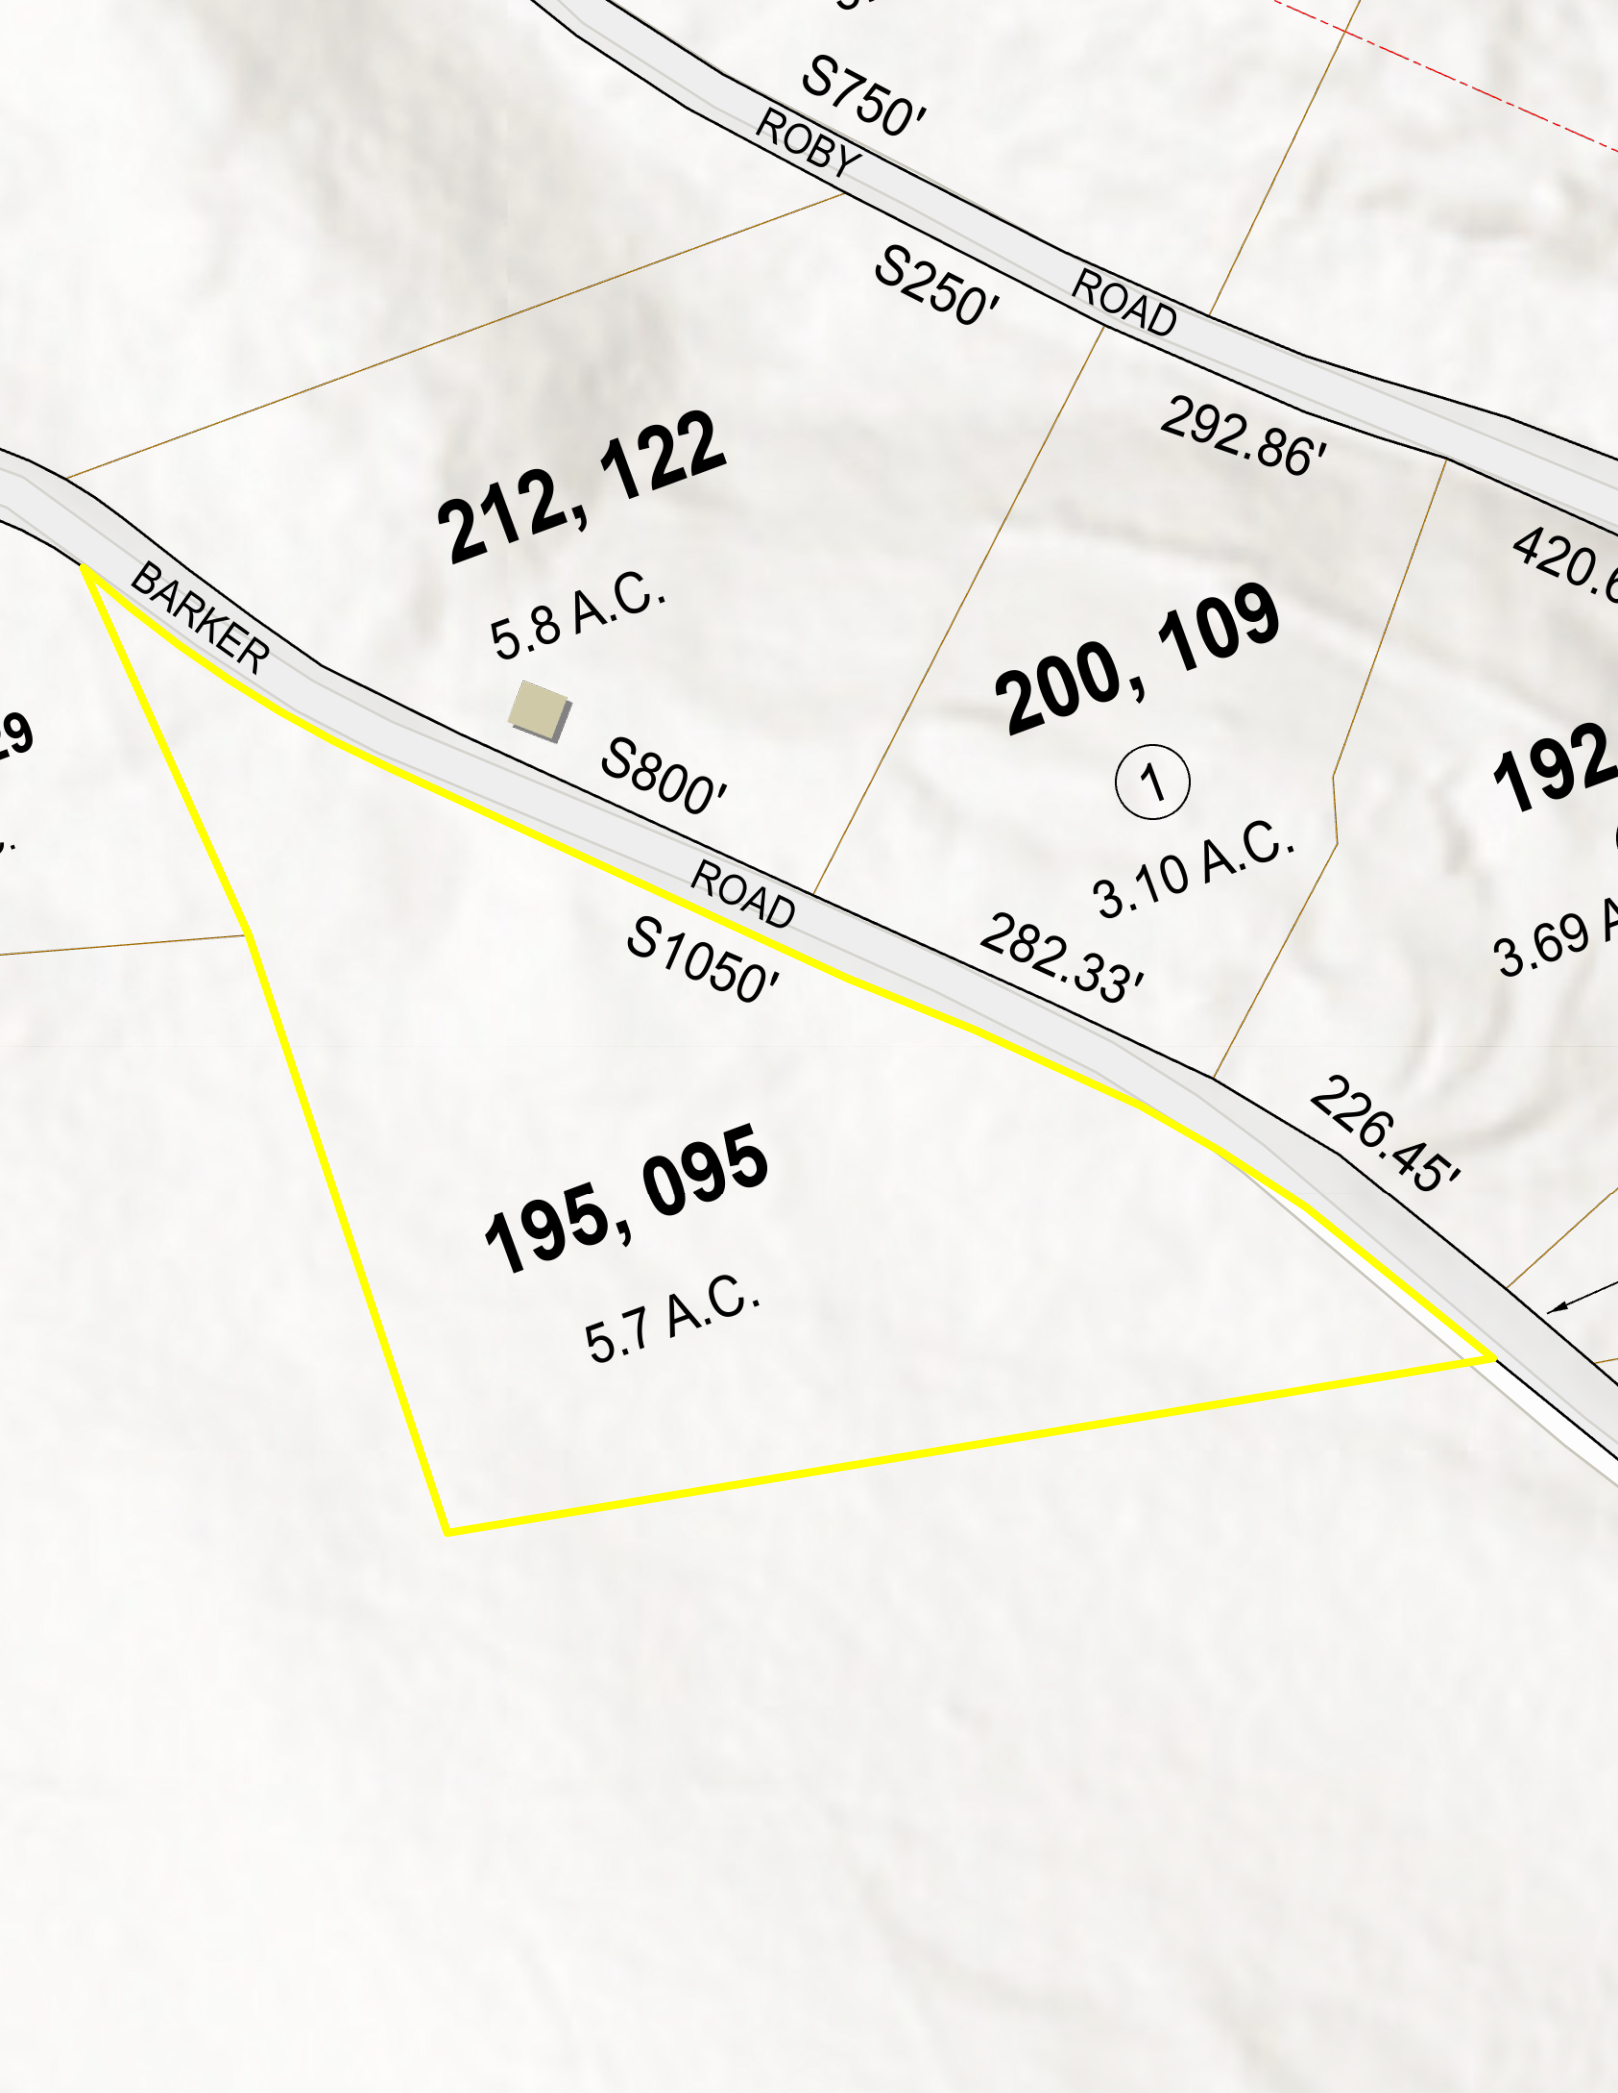 S750'
ROBY
ROAD
S250'
292.86'
212, 122
5.8 A.C.
200, 109
1
3.10 A.C.
192
3.69 A
BARKER
ROAD
S800'
282.33'
S1050'
226.45'
195, 095
5.7 A.C.
29
420.6